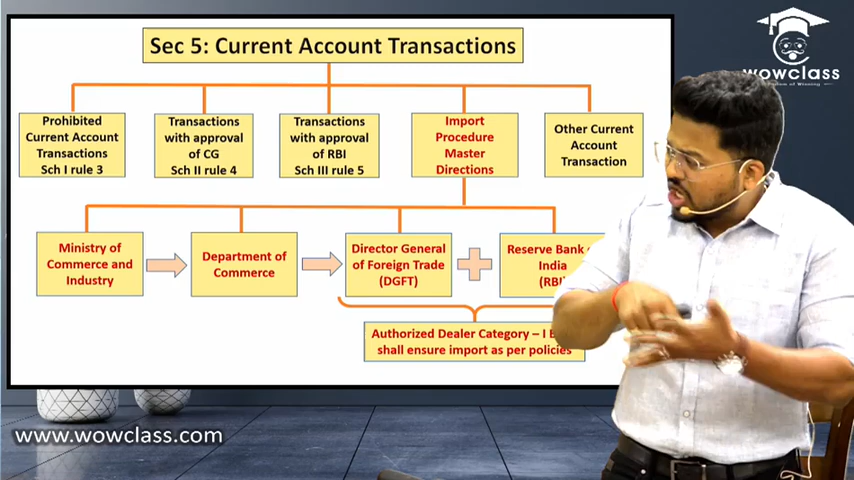 Sec 5: Current Account Transactions
Prohibited
Current Account
Transactions
Sch I rule 3
Transactions
with approval
of CG
Sch II rule 4
Transactions
with approval
of RBI
Sch III rule 5
Import
Procedure
Master
Directions
Other Current
Account
Transaction
Ministry of
Commerce and
Industry
Department of
Commerce
Director General
of Foreign Trade
(DGFT)
Reserve Bank
India
(RBI
Authorized Dealer Category – I
shall ensure import as per policies
wowclass
of Winning
www.wowclass.com